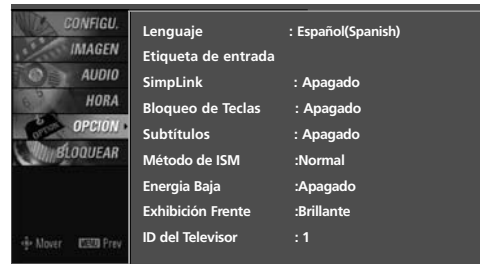 CONFIGU.
IMAGEN
AUDIO
HORA
OPCION
BLOQUEAR
Mover MENU Prev
Lenguaje : Español(Spanish)
Etiqueta de entrada
SimpLink : Apagado
Bloqueo de Teclas : Apagado
Subtítulos : Apagado
Método de ISM :Normal
Energia Baja :Apagado
Exhibición Frente :Brillante
ID del Televisor : 1